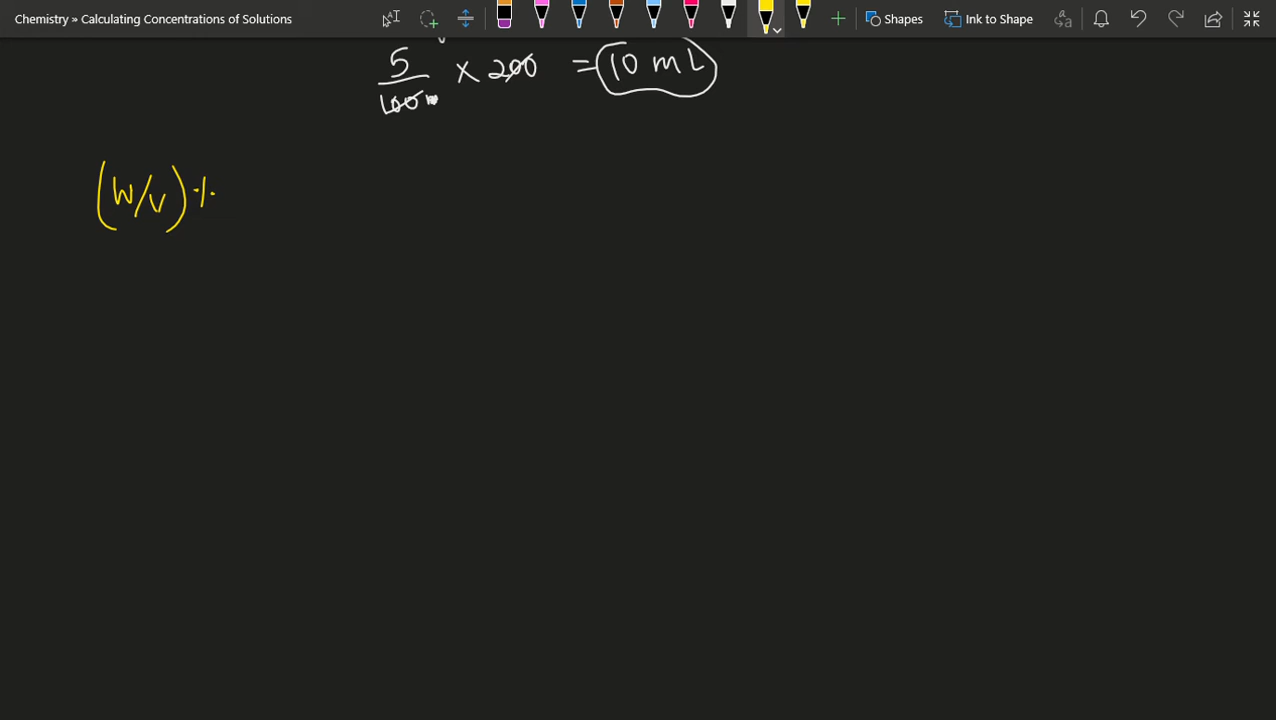 Chemistry » Calculating Concentrations of Solutions
Shapes
Ink to Shape
5
100 × 200 = 10 mL
(W/V) %